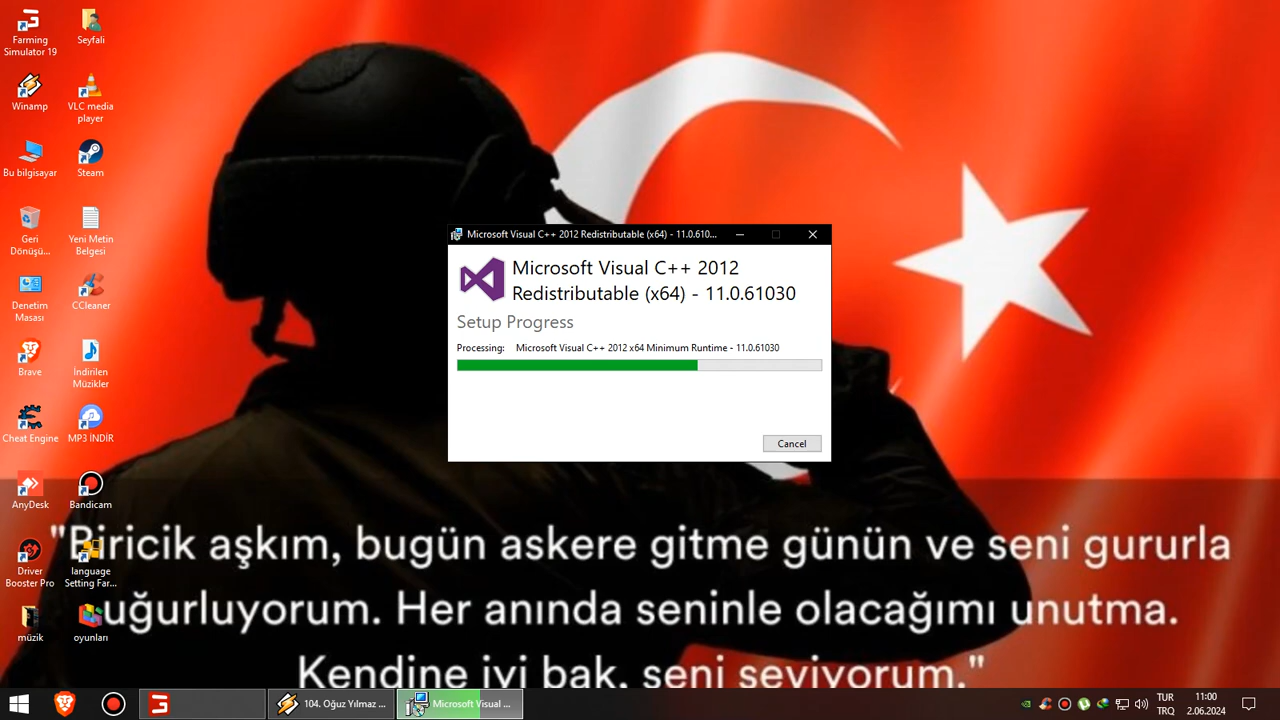 Farming
Simulator 19
Seyfali
Winamp
VLC media
player
Bu bilgisayar
Steam
Geri
Dönüşü...
Yeni Metin
Belgesi
Denetim
Masası
CCleaner
Brave
İndirilen
Müzikler
Cheat Engine
MP3 İNDİR
AnyDesk
Bandicam
Driver
Booster Pro
language
Setting Far...
müzik
oyunları
Microsoft Visual C++ 2012 Redistributable (x64) - 11.0.610...
Microsoft Visual C++ 2012
Redistributable (x64) - 11.0.61030
Setup Progress
Processing: Microsoft Visual C++ 2012 x64 Minimum Runtime - 11.0.61030
Cancel
"Biricik aşkım, bugün askere gitme günün ve seni gururla
uğurluyorum. Her anında seninle olacağımı unutma.
Kendine iyi bak, seni seviyorum."
104. Oğuz Yılmaz ...
Microsoft Visual ...
TUR
TRQ
11:00
2.06.2024